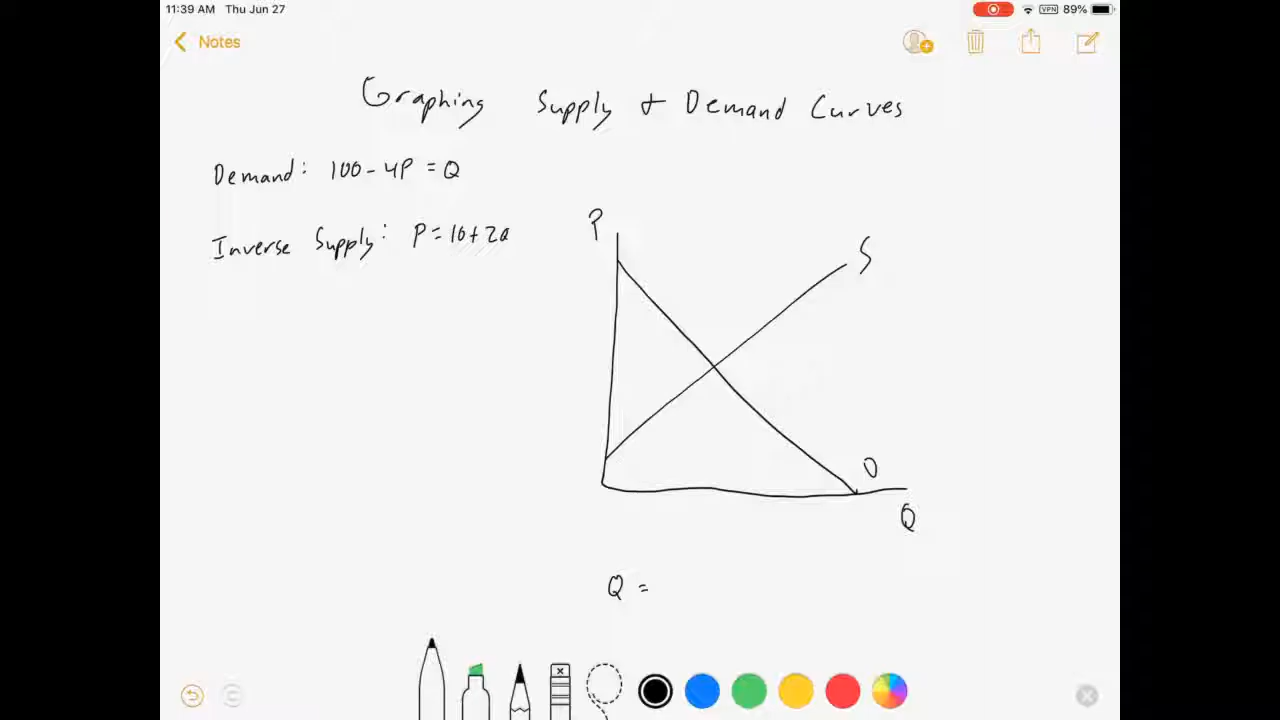 11:39 AM Thu Jun 27
VPN 89%
Notes
Graphing Supply + Demand Curves
Demand: 100 - 4P = Q
Inverse Supply: P = 10 + 2Q
P
S
D
Q
Q =